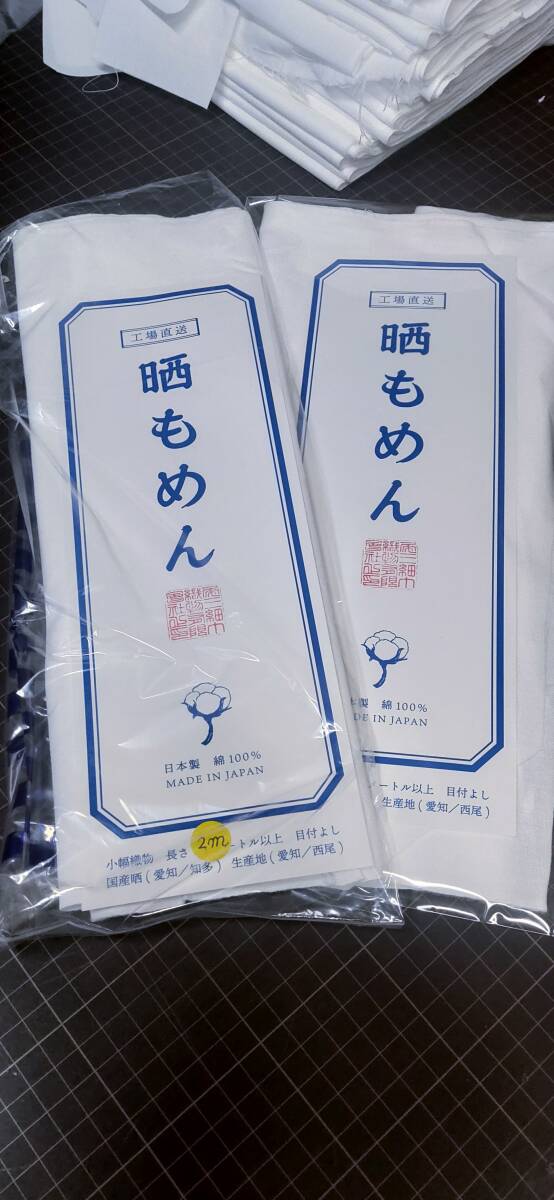 工場直送
晒もめん
日本製 綿100%
MADE IN JAPAN
小幅織物 長さ 2m ートル以上 目付よし
国産晒(愛知/知多) 生産地(愛知/西尾)
工場直送
晒もめん
本製 綿100%
DE IN JAPAN
ートル以上 目付よし
生産地(愛知/西尾)